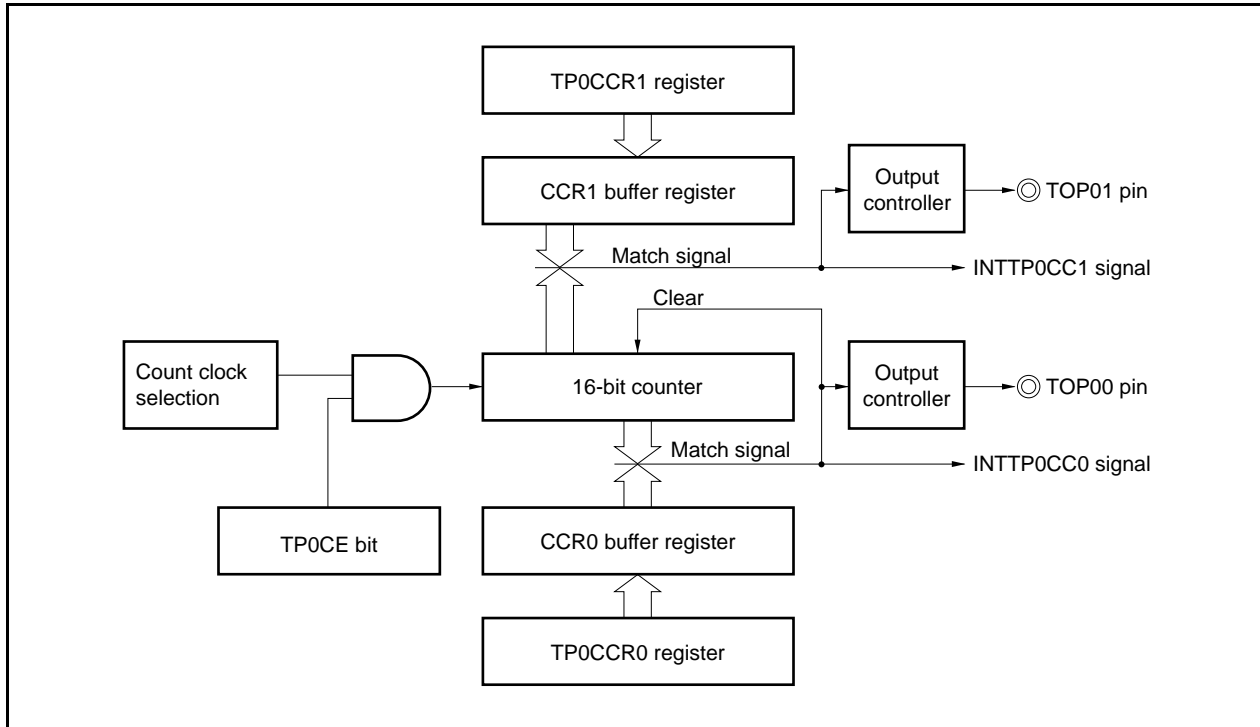 TP0CCR1 register
CCR1 buffer register
Output
controller
TOP01 pin
Match signal
INTTP0CC1 signal
Clear
Count clock
selection
16-bit counter
Output
controller
TOP00 pin
Match signal
INTTP0CC0 signal
TP0CE bit
CCR0 buffer register
TP0CCR0 register